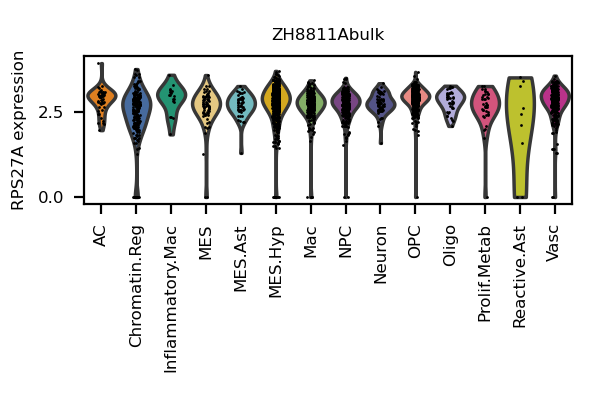 ZH8811Abulk
RPS27A expression
2.5
0.0
AC
Chromatin.Reg
Inflammatory.Mac
MES
MES.Ast
MES.Hyp
Mac
NPC
Neuron
OPC
Oligo
Prolif.Metab
Reactive.Ast
Vasc